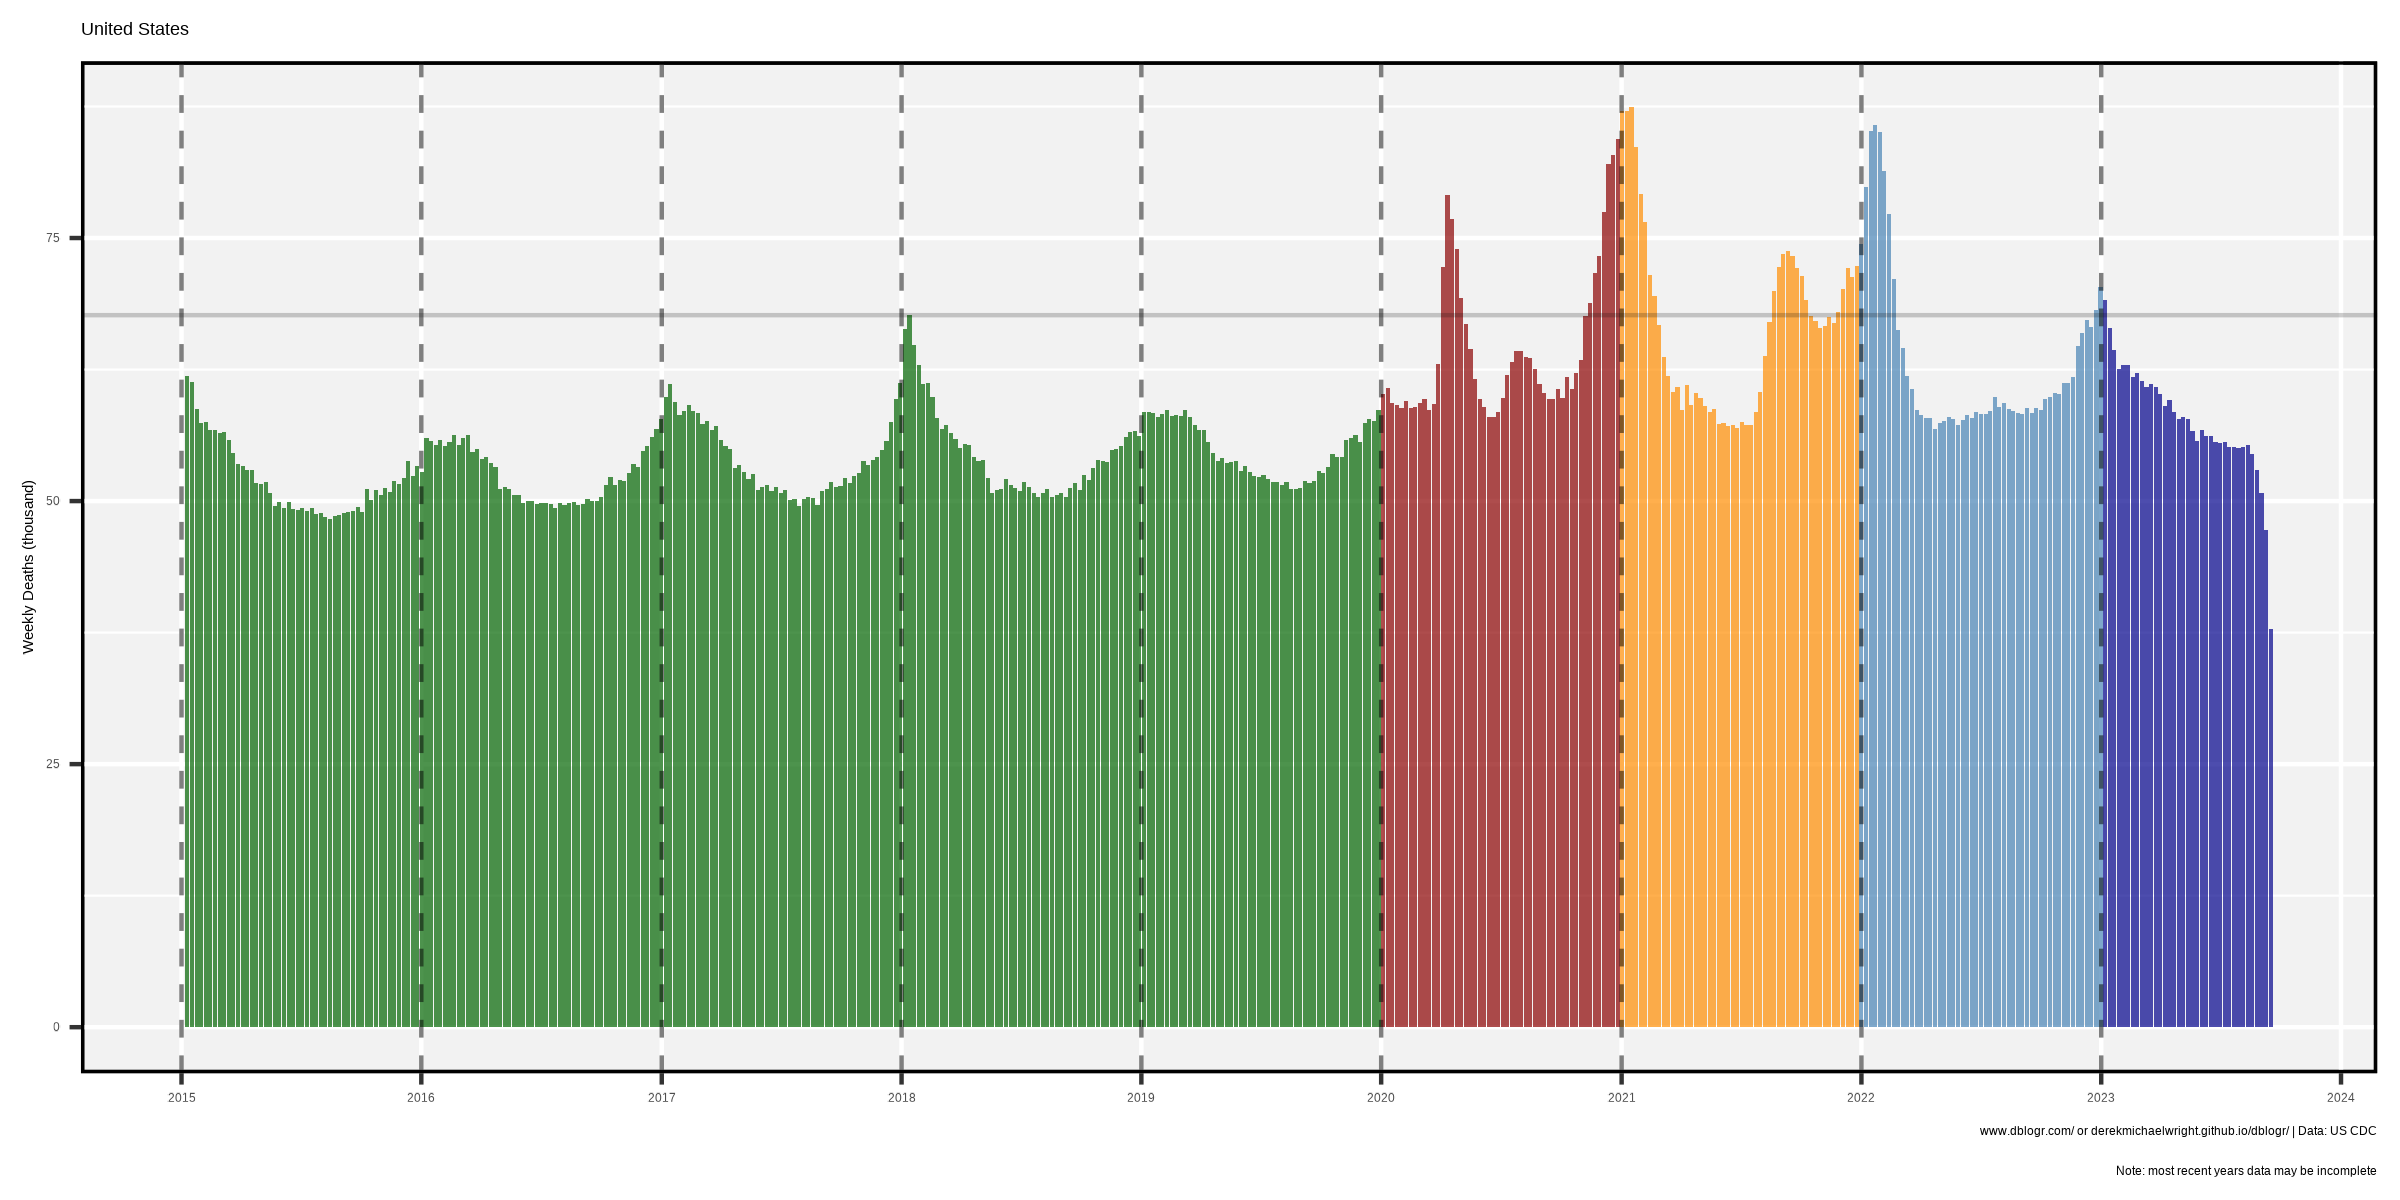 United States
Weekly Deaths (thousand)
75
50
25
0
2015 2016 2017 2018 2019 2020 2021 2022 2023 2024
www.dblogr.com/ or derekmichaelwright.github.io/dblogr/ | Data: US CDC
Note: most recent years data may be incomplete